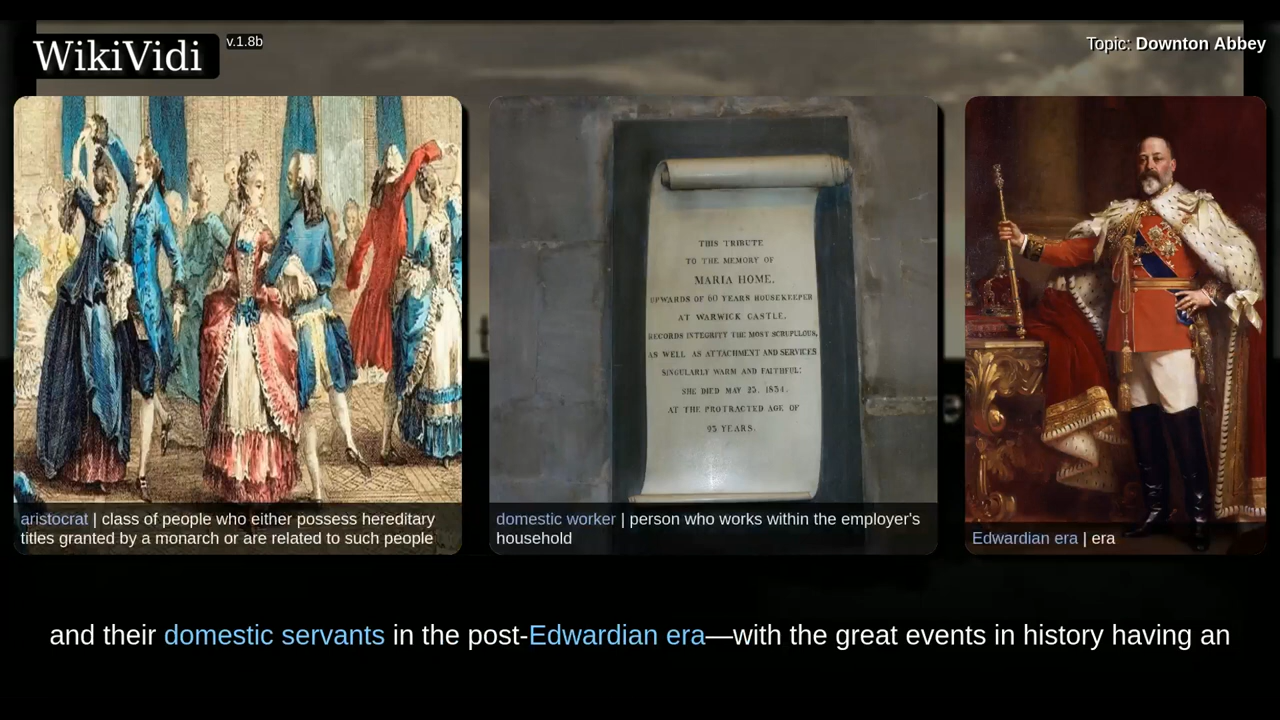 WikiVidi
v.1.8b
Topic: Downton Abbey
THIS TRIBUTE
TO THE MEMORY OF
MARIA HOME,
UPWARDS OF 60 YEARS HOUSEKEEPER
AT WARWICK CASTLE,
RECORDS INTEGRITY THE MOST SCRUPULOUS,
AS WELL AS ATTACHMENT AND SERVICES
SINGULARLY WARM AND FAITHFUL:
SHE DIED MAY 25. 1834.
AT THE PROTRACTED AGE OF
93 YEARS.
aristocrat | class of people who either possess hereditary
titles granted by a monarch or are related to such people
domestic worker | person who works within the employer's
household
Edwardian era | era
and their domestic servants in the post-Edwardian era—with the great events in history having an